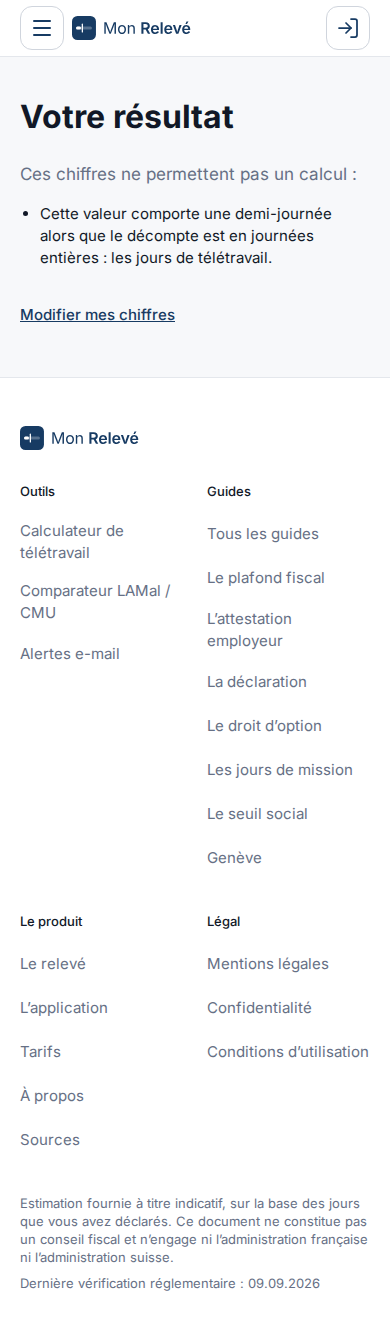 Mon Relevé
Votre résultat
Ces chiffres ne permettent pas un calcul :
• Cette valeur comporte une demi-journée
alors que le décompte est en journées
entières : les jours de télétravail.
Modifier mes chiffres
Mon Relevé
Outils
Calculateur de
télétravail
Comparateur LAMal /
CMU
Alertes e-mail
Guides
Tous les guides
Le plafond fiscal
L’attestation
employeur
La déclaration
Le droit d’option
Les jours de mission
Le seuil social
Genève
Le produit
Le relevé
L’application
Tarifs
À propos
Sources
Légal
Mentions légales
Confidentialité
Conditions d’utilisation
Estimation fournie à titre indicatif, sur la base des jours
que vous avez déclarés. Ce document ne constitue pas
un conseil fiscal et n’engage ni l’administration française
ni l’administration suisse.
Dernière vérification réglementaire : 09.09.2026